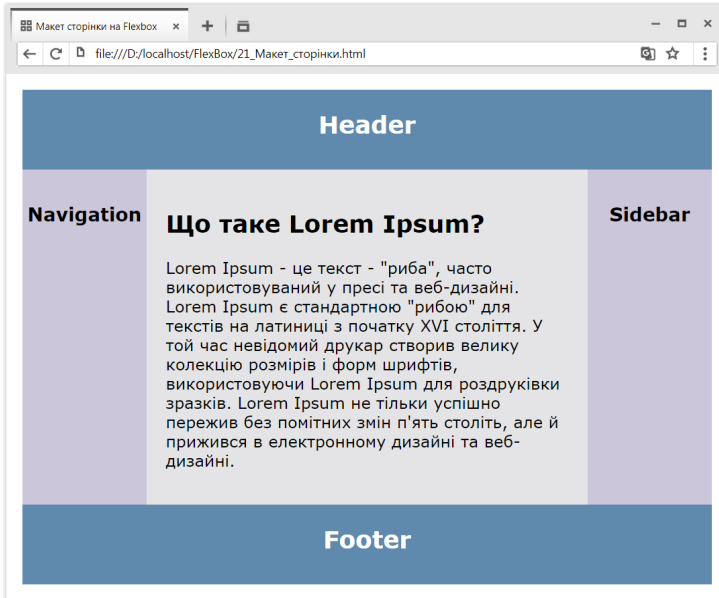 Макет сторінки на Flexbox
file:///D:/localhost/FlexBox/21_Макет_сторінки.html
Header
Navigation
Що таке Lorem Ipsum?
Lorem Ipsum - це текст - "риба", часто
використовуваний у пресі та веб-дизайні.
Lorem Ipsum є стандартною "рибою" для
текстів на латиниці з початку XVI століття. У
той час невідомий друкар створив велику
колекцію розмірів і форм шрифтів,
використовуючи Lorem Ipsum для роздруківки
зразків. Lorem Ipsum не тільки успішно
пережив без помітних змін п'ять століть, але й
прижився в електронному дизайні та веб-
дизайні.
Sidebar
Footer